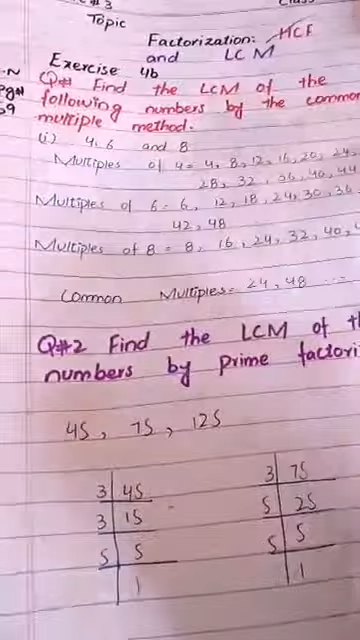 #3
Topic
Factorization: HCF
and LCM
Exercise 4b
Q#1 Find the LCM of the
following numbers by the common
multiple method.
(i) 4, 6 and 8
Multiples of 4 = 4, 8, 12, 16, 20, 24,
28, 32, 36, 40, 44
Multiples of 6 = 6, 12, 18, 24, 30, 36
42, 48
Multiples of 8 = 8, 16, 24, 32, 40,
Common Multiples = 24, 48 ...
Q#2 Find the LCM of
numbers by prime
45, 75, 125
3 45 3 75
3 15 5 25
5 5 5 5
1 1